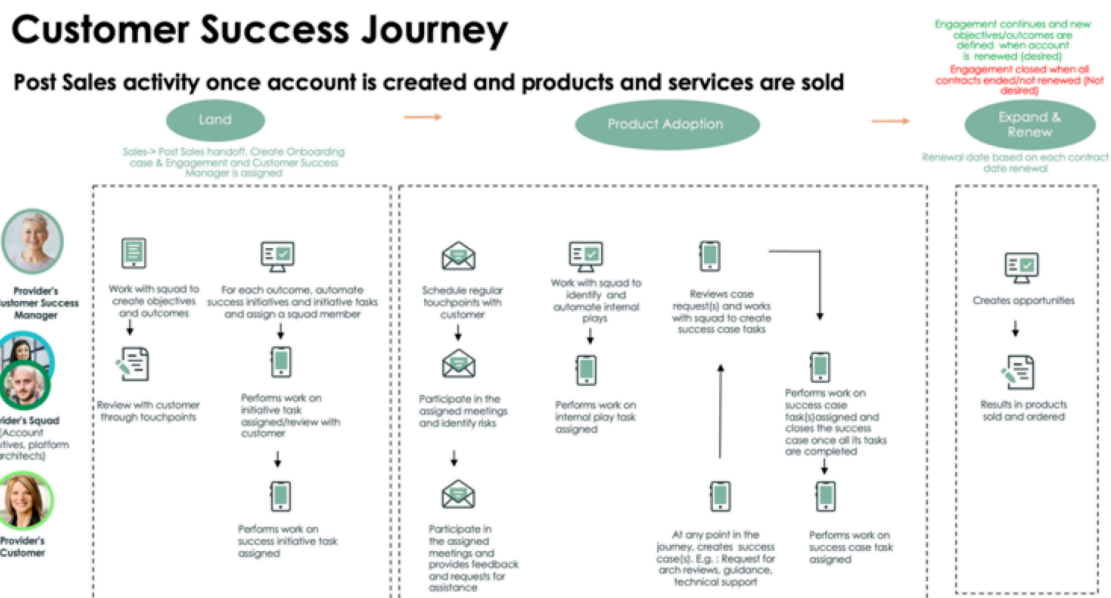 Customer Success Journey
Engagement continues and new
objectives/outcomes are
defined when account
is renewed (desired)
Engagement closed when all
contracts ended/not renewed (Not
desired)
Post Sales activity once account is created and products and services are sold
Land
Product Adoption
Expand &
Renew
Sales-> Post Sales handoff, Create Onboarding
case & Engagement and Customer Success
Manager is assigned
Renewal date based on each contract
date renewal
Provider's
ustomer Success
Manager
Work with squad to
create objectives
and outcomes
For each outcome, automate
success initiatives and initiative tasks
and assign a squad member
Schedule regular
touchpoints with
customer
Work with squad to
identify and
automate internal
plays
Reviews case
request(s) and works
with squad to create
success case tasks
Creates opportunities
vider's Squad
(Account
utives, platform
architects)
Review with customer
through touchpoints
Performs work on
initiative task
assigned/review with
customer
Participate in the
assigned meetings
and identify risks
Performs work on
internal play task
assigned
Performs work on
success case
task(s)assigned and
closes the success
case once all its tasks
are completed
Results in products
sold and ordered
Provider's
Customer
Performs work on
success initiative task
assigned
Participate in
the assigned
meetings and
provides feedback
and requests for
assistance
At any point in the
journey, creates success
case(s). E.g. : Request for
arch reviews, guidance,
technical support
Performs work on
success case task
assigned